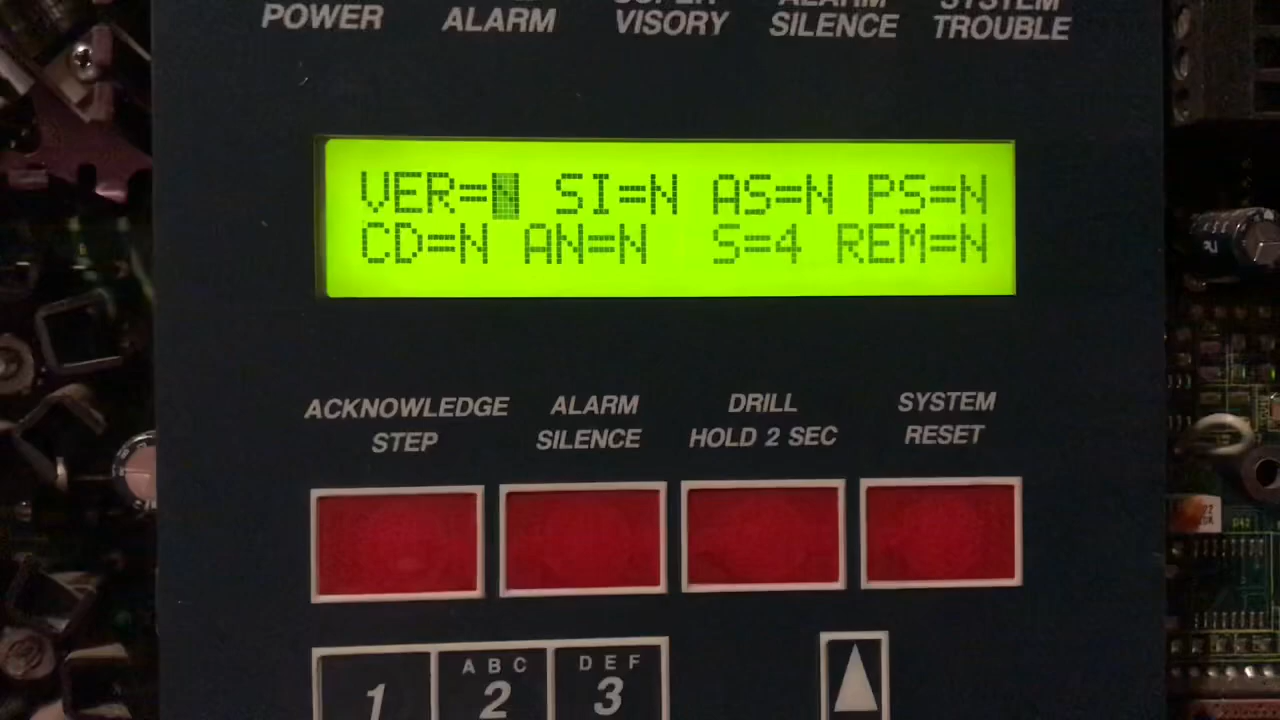 POWER
ALARM
SUPER
VISORY
ALARM
SILENCE
SYSTEM
TROUBLE
VER=N SI=N AS=N PS=N
CD=N AN=N S=4 REM=N
ACKNOWLEDGE
STEP
ALARM
SILENCE
DRILL
HOLD 2 SEC
SYSTEM
RESET
1
ABC
2
DEF
3